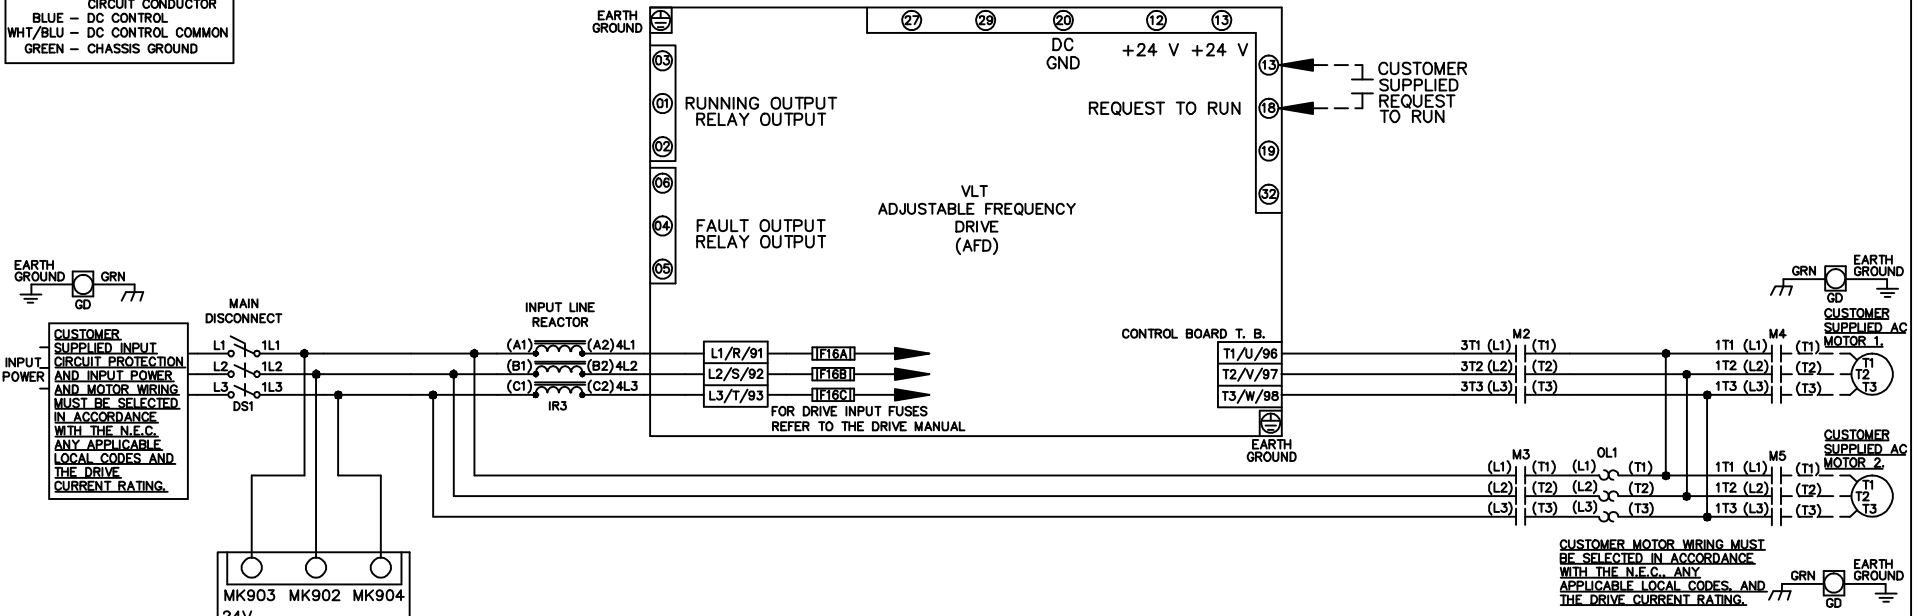 CIRCUIT CONDUCTOR
BLUE – DC CONTROL
WHT/BLU – DC CONTROL COMMON
GREEN – CHASSIS GROUND
EARTH
GROUND
27 29 20 12 13
DC
GND
+24 V +24 V
03
01
02
RUNNING OUTPUT
RELAY OUTPUT
06
04
05
FAULT OUTPUT
RELAY OUTPUT
13
18
19
32
REQUEST TO RUN
CUSTOMER
SUPPLIED
REQUEST
TO RUN
VLT
ADJUSTABLE FREQUENCY
DRIVE
(AFD)
EARTH
GROUND
GRN
GD
INPUT
POWER
CUSTOMER
SUPPLIED INPUT
CIRCUIT PROTECTION
AND INPUT POWER
AND MOTOR WIRING
MUST BE SELECTED
IN ACCORDANCE
WITH THE N.E.C.
ANY APPLICABLE
LOCAL CODES AND
THE DRIVE
CURRENT RATING.
MAIN
DISCONNECT
L1 1L1
L2 1L2
L3 1L3
DS1
INPUT LINE
REACTOR
(A1) (A2) 4L1
(B1) (B2) 4L2
(C1) (C2) 4L3
IR3
L1/R/91
L2/S/92
L3/T/93
F16A
F16B
F16C
FOR DRIVE INPUT FUSES
REFER TO THE DRIVE MANUAL
CONTROL BOARD T. B.
T1/U/96
T2/V/97
T3/W/98
EARTH
GROUND
M2
3T1 (L1) (T1)
3T2 (L2) (T2)
3T3 (L3) (T3)
M4
1T1 (L1) (T1)
1T2 (L2) (T2)
1T3 (L3) (T3)
GRN
GD
EARTH
GROUND
CUSTOMER
SUPPLIED AC
MOTOR 1.
T1
T2
T3
M3
(L1) (T1)
(L2) (T2)
(L3) (T3)
OL1
(L1) (T1)
(L2) (T2)
(L3) (T3)
M5
1T1 (L1) (T1)
1T2 (L2) (T2)
1T3 (L3) (T3)
CUSTOMER
SUPPLIED AC
MOTOR 2.
T1
T2
T3
CUSTOMER MOTOR WIRING MUST
BE SELECTED IN ACCORDANCE
WITH THE N.E.C., ANY
APPLICABLE LOCAL CODES, AND
THE DRIVE CURRENT RATING.
GRN
GD
EARTH
GROUND
MK903 MK902 MK904
24V